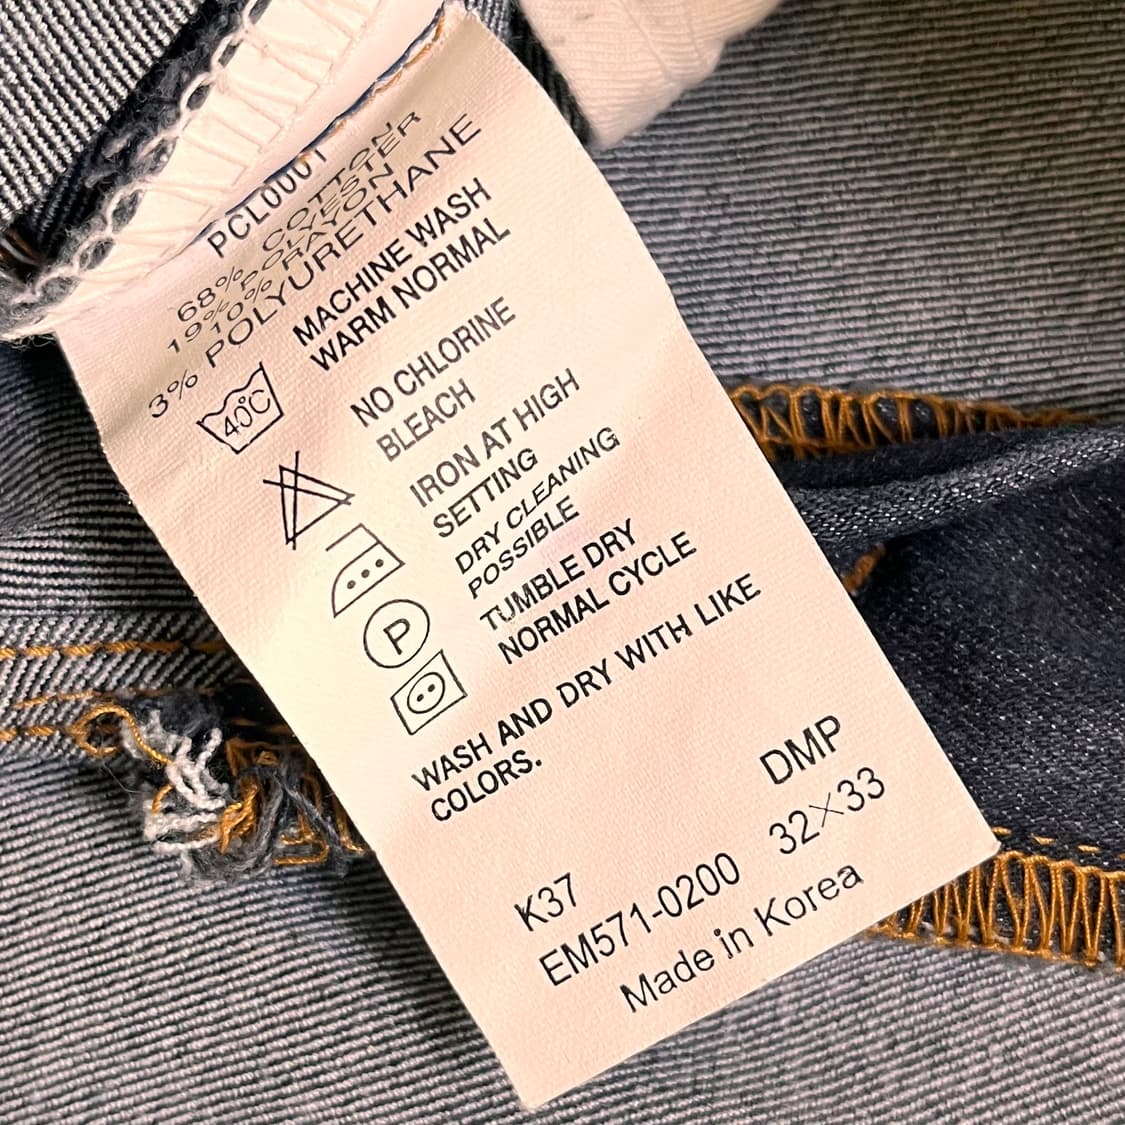 PCL0001
68% COTTON
19% POLYESTER
10% RAYON
3% POLYURETHANE
MACHINE WASH
WARM NORMAL
40°C
NO CHLORINE
BLEACH
IRON AT HIGH
SETTING
DRY CLEANING
POSSIBLE
P
TUMBLE DRY
NORMAL CYCLE
WASH AND DRY WITH LIKE
COLORS.
DMP
K37
EM571-0200 32×33
Made in Korea